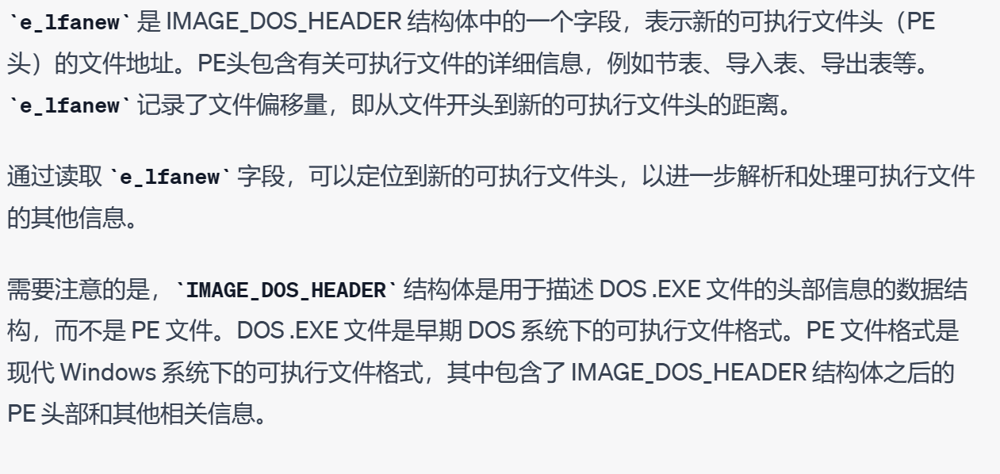 `e_lfanew` 是 IMAGE_DOS_HEADER 结构体中的一个字段，表示新的可执行文件头（PE
头）的文件地址。PE头包含有关可执行文件的详细信息，例如节表、导入表、导出表等。
`e_lfanew` 记录了文件偏移量，即从文件开头到新的可执行文件头的距离。
通过读取 `e_lfanew` 字段，可以定位到新的可执行文件头，以进一步解析和处理可执行文件
的其他信息。
需要注意的是，`IMAGE_DOS_HEADER` 结构体是用于描述 DOS .EXE 文件的头部信息的数据结
构，而不是 PE 文件。DOS .EXE 文件是早期 DOS 系统下的可执行文件格式。PE 文件格式是
现代 Windows 系统下的可执行文件格式，其中包含了 IMAGE_DOS_HEADER 结构体之后的
PE 头部和其他相关信息。